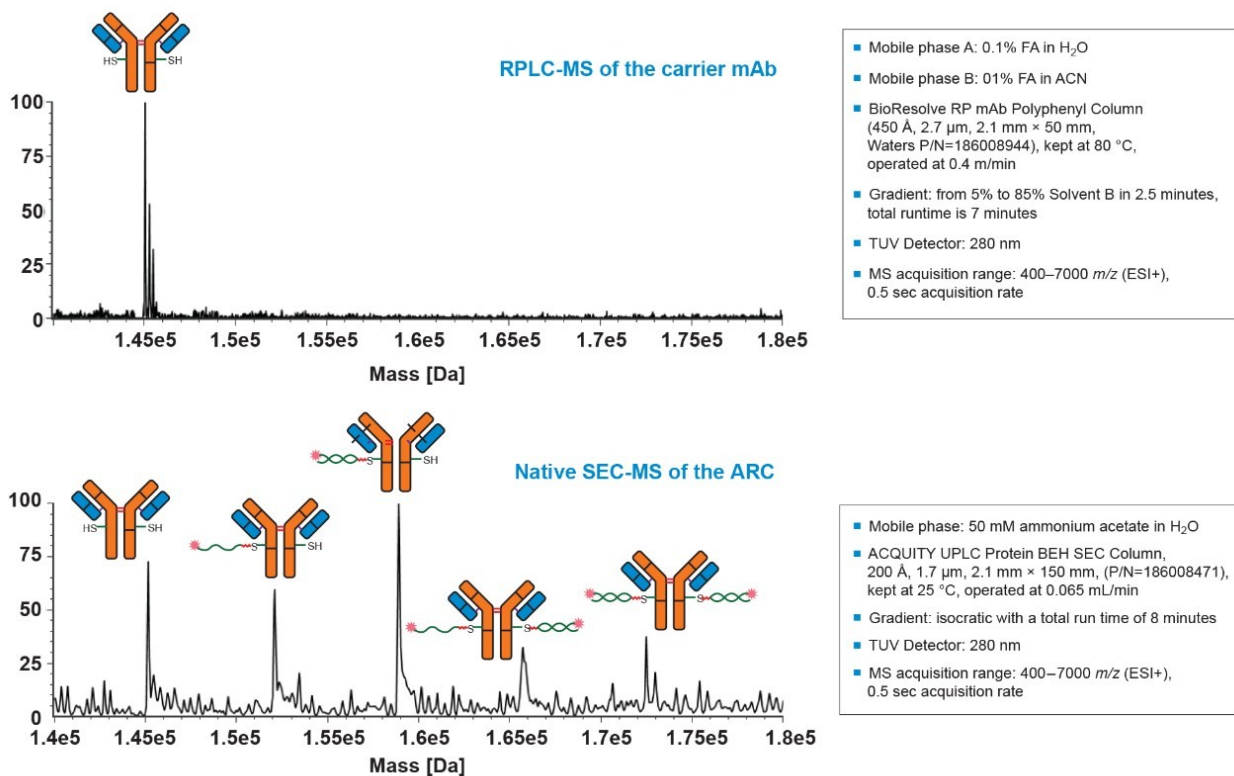 HS
SH
RPLC-MS of the carrier mAb
100
75
50
25
0
1.4e5 1.45e5 1.5e5 1.55e5 1.6e5 1.65e5 1.7e5 1.75e5 1.8e5
Mass [Da]
Mobile phase A: 0.1% FA in H₂O
Mobile phase B: 01% FA in ACN
BioResolve RP mAb Polyphenyl Column
(450 Å, 2.7 µm, 2.1 mm × 50 mm,
Waters P/N=186008944), kept at 80 °C,
operated at 0.4 m/min
Gradient: from 5% to 85% Solvent B in 2.5 minutes,
total runtime is 7 minutes
TUV Detector: 280 nm
MS acquisition range: 400–7000 m/z (ESI+),
0.5 sec acquisition rate
S
SH
Native SEC-MS of the ARC
HS
SH
S
SH
S
S
S
S
100
75
50
25
0
1.4e5 1.45e5 1.5e5 1.55e5 1.6e5 1.65e5 1.7e5 1.75e5 1.8e5
Mass [Da]
Mobile phase: 50 mM ammonium acetate in H₂O
ACQUITY UPLC Protein BEH SEC Column,
200 Å, 1.7 µm, 2.1 mm × 150 mm, (P/N=186008471),
kept at 25 °C, operated at 0.065 mL/min
Gradient: isocratic with a total run time of 8 minutes
TUV Detector: 280 nm
MS acquisition range: 400–7000 m/z (ESI+),
0.5 sec acquisition rate